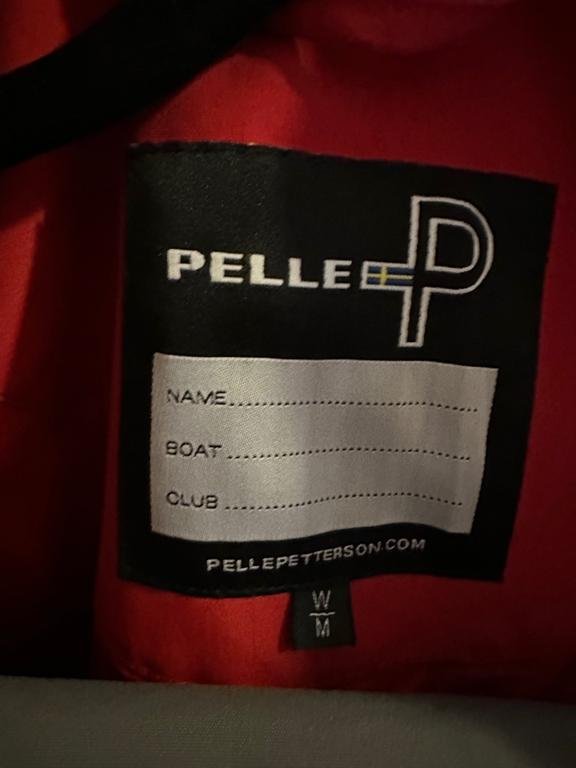 PELLE P
NAME..............................
BOAT..............................
CLUB..............................
PELLEPETTERSON.COM
W
M